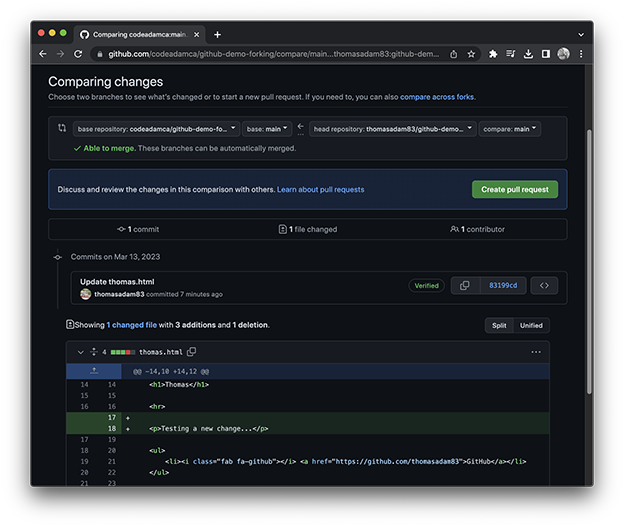 Comparing codeadamca:main
github.com/codeadamca/github-demo-forking/compare/main...thomasadam83:github-dem...
Comparing changes
Choose two branches to see what's changed or to start a new pull request. If you need to, you can also compare across forks.
base repository: codeadamca/github-demo-fo... base: main ← ... head repository: thomasadam83/github-demo... compare: main
✓ Able to merge. These branches can be automatically merged.
Discuss and review the changes in this comparison with others. Learn about pull requests Create pull request
1 commit 1 file changed 1 contributor
Commits on Mar 13, 2023
Update thomas.html
thomasadam83 committed 7 minutes ago Verified 83199cd <>
Showing 1 changed file with 3 additions and 1 deletion. Split Unified
4 thomas.html ...
@@ -14,10 +14,12 @@
14 14 <h1>Thomas</h1>
15 15
16 16 <hr>
17 +
18 + <p>Testing a new change...</p>
17 19
18 20 <ul>
19 21 <li><i class="fab fa-github"></i> <a href="https://github.com/thomasadam83">GitHub</a></li>
20 22 </ul>
21 23